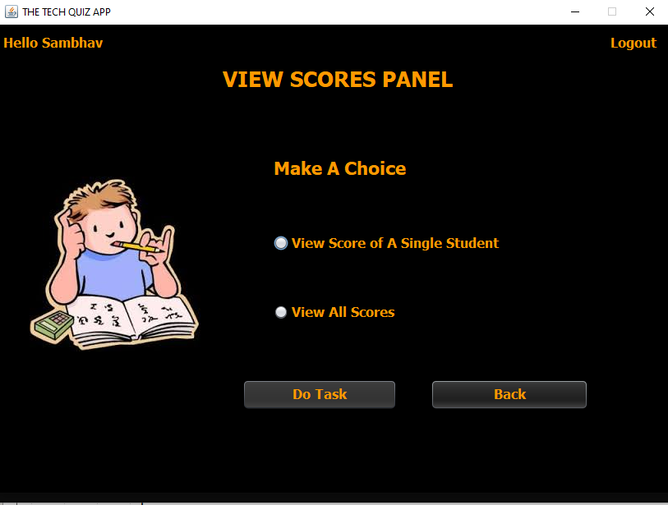 THE TECH QUIZ APP
Hello Sambhav
Logout
VIEW SCORES PANEL
Make A Choice
View Score of A Single Student
View All Scores
Do Task
Back